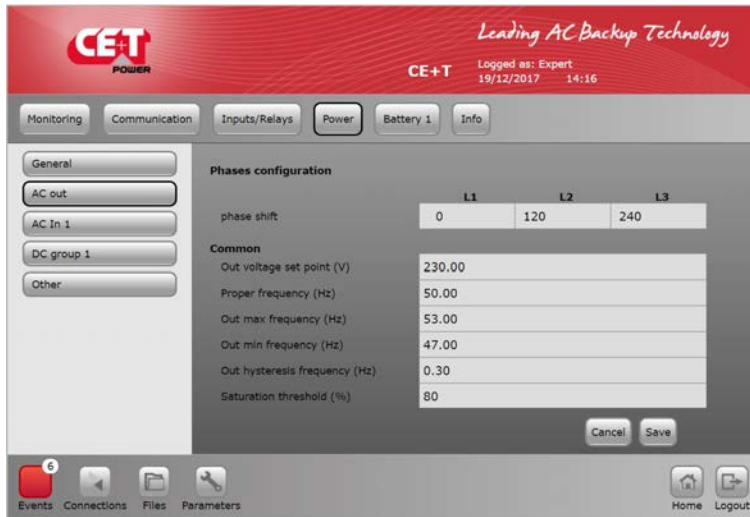 CE+T
POWER
Leading AC Backup Technology
CE+T
Logged as: Expert
19/12/2017 14:16
Monitoring Communication Inputs/Relays Power Battery 1 Info
General
AC out
AC In 1
DC group 1
Other
Phases configuration
L1 L2 L3
phase shift 0 120 240
Common
Out voltage set point (V) 230.00
Proper frequency (Hz) 50.00
Out max frequency (Hz) 53.00
Out min frequency (Hz) 47.00
Out hysteresis frequency (Hz) 0.30
Saturation threshold (%) 80
Cancel Save
6
Events Connections Files Parameters Home Logout